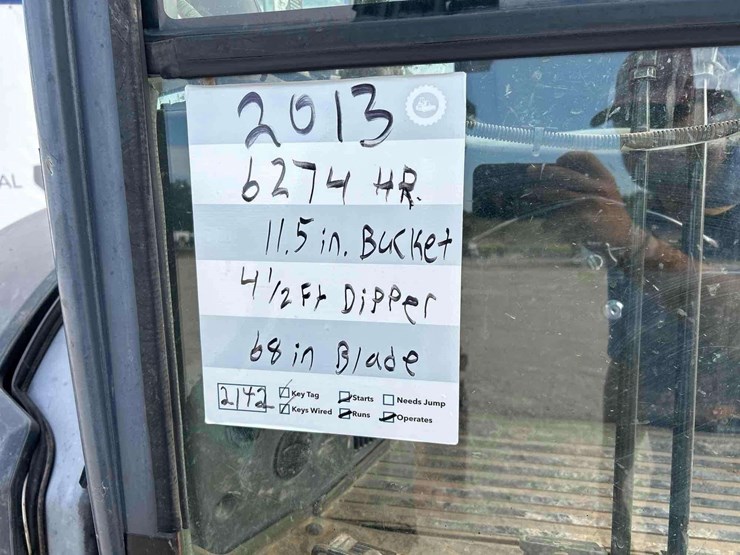 2013
6274 HR.
11.5 in. Bucket
4 1/2 Ft Dipper
68 in Blade
2142 Key Tag Starts Needs Jump
Keys Wired Runs Operates
AL